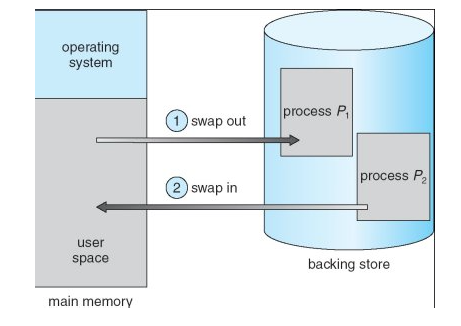 operating
system
1 swap out
process P1
2 swap in
process P2
user
space
backing store
main memory